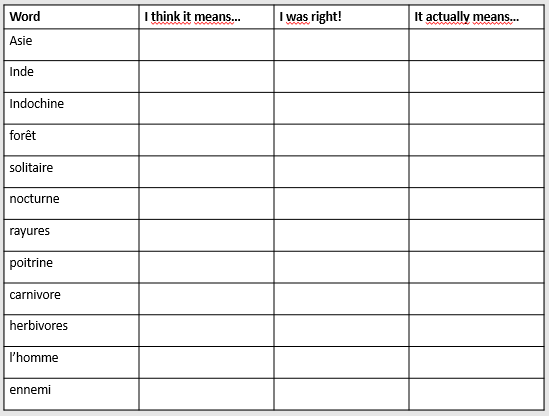 Word I think it means... I was right! It actually means...
Asie
Inde
Indochine
forêt
solitaire
nocturne
rayures
poitrine
carnivore
herbivores
l’homme
ennemi